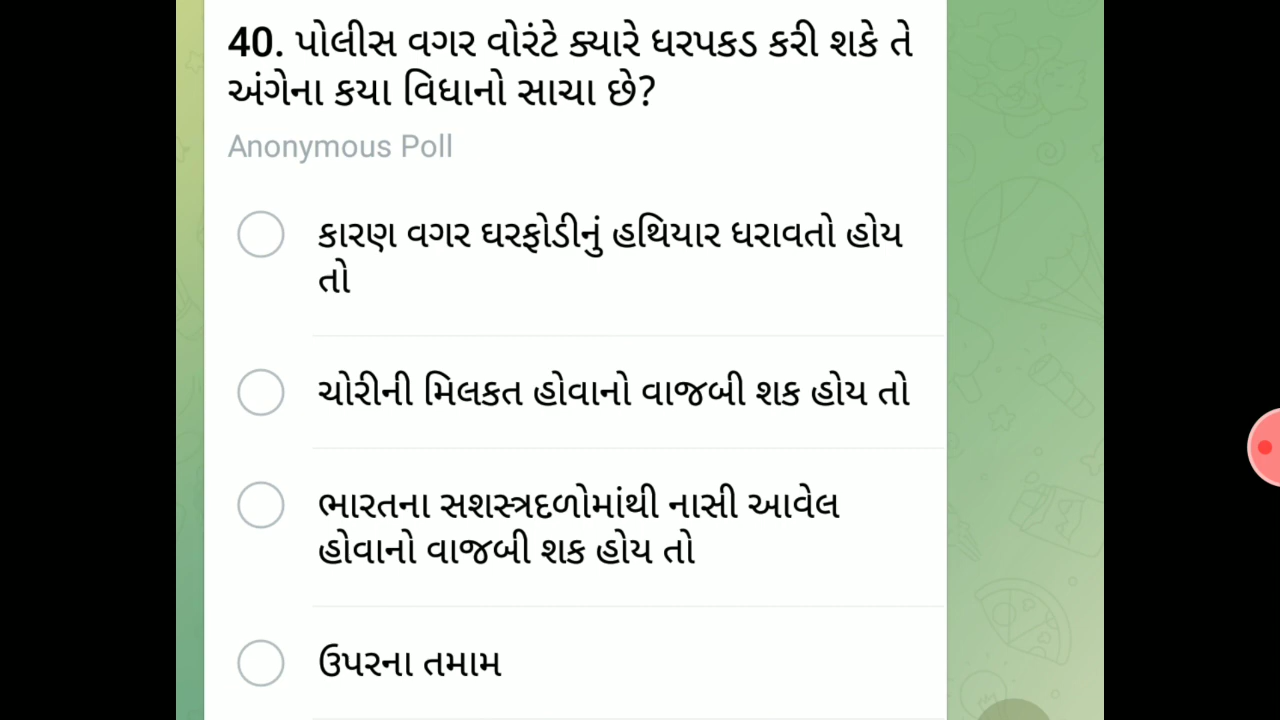 40. પોલીસ વગર વોરંટે ક્યારે ધરપકડ કરી શકે તે
અંગેના કયા વિધાનો સાચા છે?
Anonymous Poll
કારણ વગર ઘરફોડીનું હથિયાર ધરાવતો હોય
તો
ચોરીની મિલકત હોવાનો વાજબી શક હોય તો
ભારતના સશસ્ત્રદળોમાંથી નાસી આવેલ
હોવાનો વાજબી શક હોય તો
ઉપરના તમામ